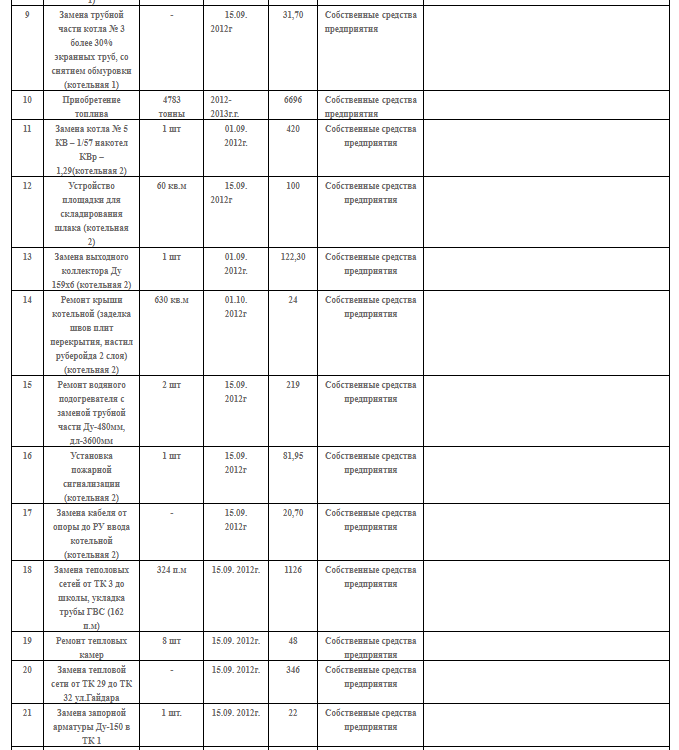 1)
9 Замена трубной - 15.09. 31,70 Собственные средства
части котла № 3 2012г предприятия
более 30%
экранных труб, со
снятием обмуровки
(котельная 1)
10 Приобретение 4783 2012- 6696 Собственные средства
топлива тонны 2013г.г. предприятия
11 Замена котла № 5 1 шт 01.09. 420 Собственные средства
КВ – 1/57 накотел 2012г. предприятия
КВр –
1,29(котельная 2)
12 Устройство 60 кв.м 15.09. 100 Собственные средства
площадки для 2012г предприятия
складирования
шлака (котельная
2)
13 Замена выходного 1 шт 01.09. 122,30 Собственные средства
коллектора Ду 2012г. предприятия
159х6 (котельная 2)
14 Ремонт крыши 630 кв.м 01.10. 24 Собственные средства
котельной (заделка 2012г предприятия
швов плит
перекрытия, настил
руберойда 2 слоя)
(котельная 2)
15 Ремонт водяного 2 шт 15.09. 219 Собственные средства
подогревателя с 2012г предприятия
заменой трубной
части Ду-480мм,
дл-3600мм
16 Установка 1 шт 15.09. 81,95 Собственные средства
пожарной 2012г предприятия
сигнализации
(котельная 2)
17 Замена кабеля от - 15.09. 20,70 Собственные средства
опоры до РУ ввода 2012г предприятия
котельной
(котельная 2)
18 Замена теполовых 324 п.м 15.09. 2012г. 1126 Собственные средства
сетей от ТК 3 до предприятия
школы, укладка
трубы ГВС (162
п.м)
19 Ремонт тепловых 8 шт 15.09. 2012г. 48 Собственные средства
камер предприятия
20 Замена тепловой - 15.09. 2012г. 346 Собственные средства
сети от ТК 29 до ТК предприятия
32 ул.Гайдара
21 Замена запорной 1 шт. 15.09. 2012г. 22 Собственные средства
арматуры Ду-150 в предприятия
ТК 1